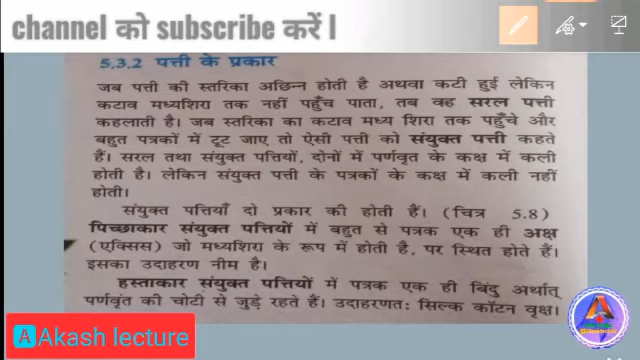 channel को subscribe करें l
5.3.2 पत्ती के प्रकार
जब पत्ती की स्तरिका अछिन्न होती है अथवा कटी हुई लेकिन
कटाव मध्यशिरा तक नहीं पहुँच पाता, तब वह सरल पत्ती
कहलाती है। जब स्तरिका का कटाव मध्य शिरा तक पहुँचे और
बहुत पत्रकों में टूट जाए तो ऐसी पत्ती को संयुक्त पत्ती कहते
हैं। सरल तथा संयुक्त पत्तियों, दोनों में पर्णवृंत के कक्ष में कली
होती है। लेकिन संयुक्त पत्ती के पत्रकों के कक्ष में कली नहीं
होती।
संयुक्त पत्तियाँ दो प्रकार की होती हैं। (चित्र 5.8)
पिच्छाकार संयुक्त पत्तियों में बहुत से पत्रक एक ही अक्ष
(एक्सिस) जो मध्यशिरा के रूप में होती है, पर स्थित होते हैं।
इसका उदाहरण नीम है।
हस्ताकार संयुक्त पत्तियों में पत्रक एक ही बिंदु अर्थात्
पर्णवृंत की चोटी से जुड़े रहते हैं। उदाहरणतः सिल्क कॉटन वृक्ष।
A Akash lecture